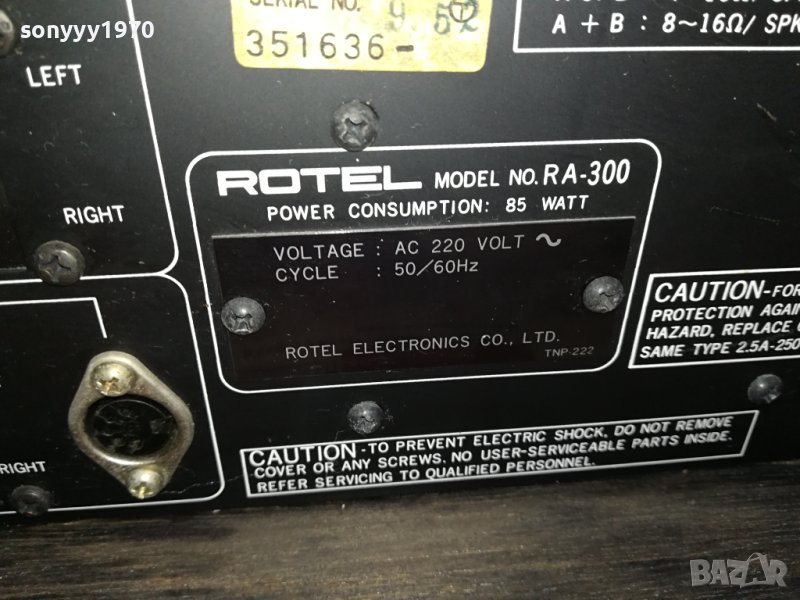 sonyyy1970
SERIAL NO. 9.52
351636-
A + B : 8~16Ω/ SPK
LEFT
RIGHT
ROTEL MODEL NO. RA-300
POWER CONSUMPTION: 85 WATT
VOLTAGE : AC 220 VOLT ~
CYCLE : 50/60Hz
ROTEL ELECTRONICS CO., LTD.
TNP-222
CAUTION-FOR
PROTECTION AGAIN
HAZARD, REPLACE
SAME TYPE 2.5A-250
RIGHT
CAUTION-TO PREVENT ELECTRIC SHOCK, DO NOT REMOVE
COVER OR ANY SCREWS. NO USER-SERVICEABLE PARTS INSIDE.
REFER SERVICING TO QUALIFIED PERSONNEL.
BAZAR